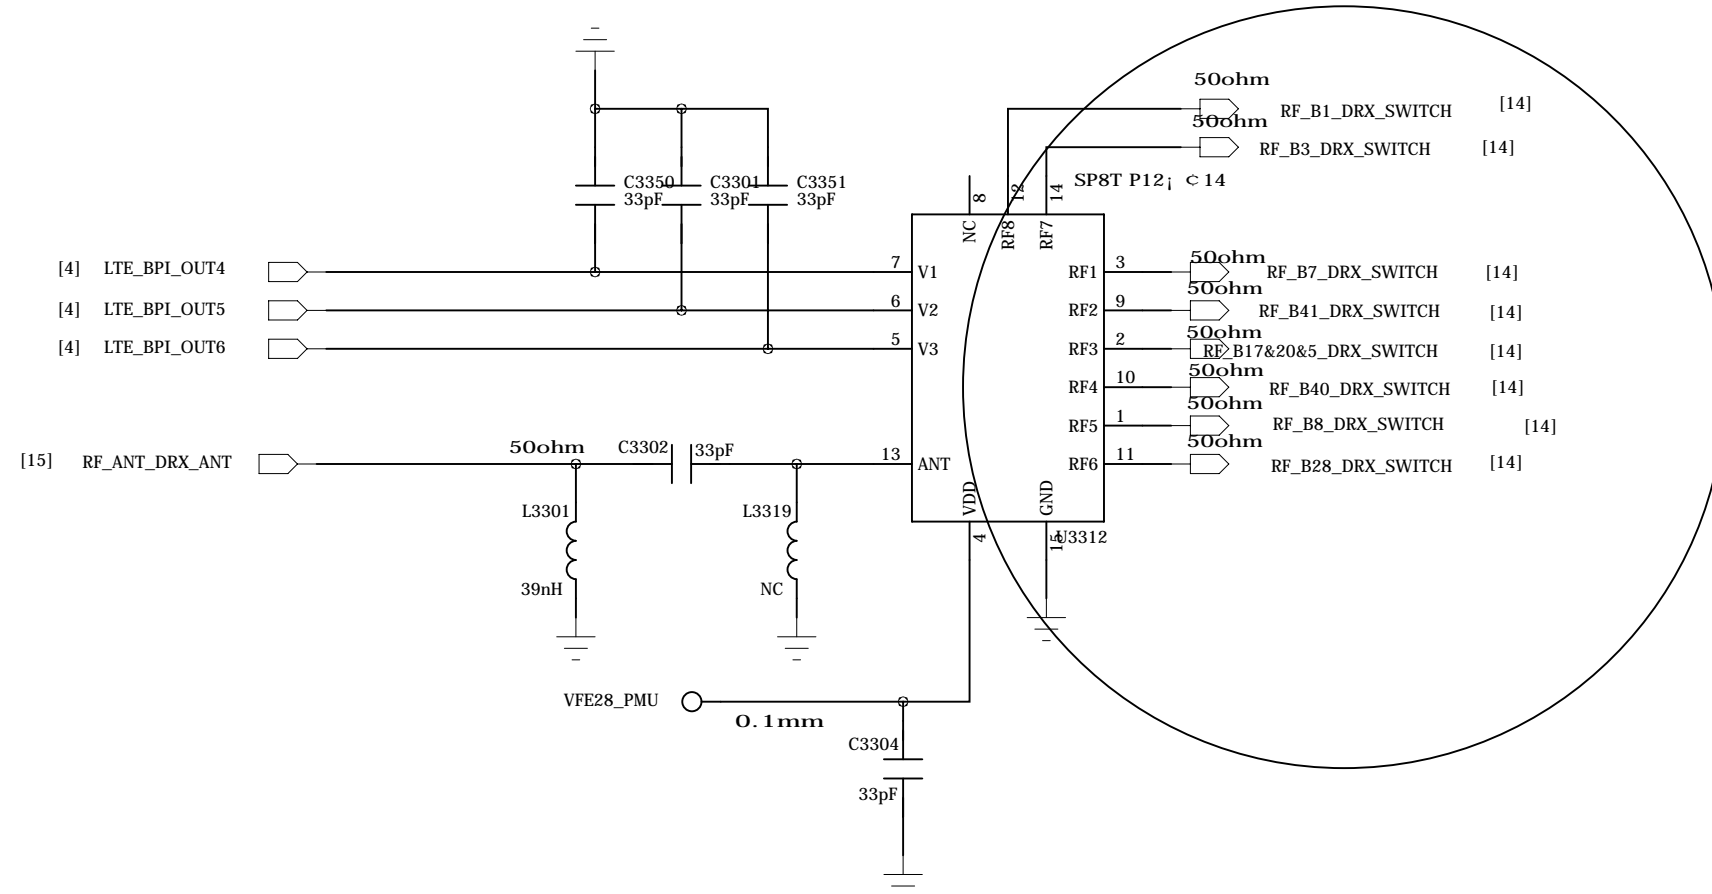 50ohm
RF_B1_DRX_SWITCH [14]
50ohm
RF_B3_DRX_SWITCH [14]
SP8T P12¡ ¢14
C3350 C3301 C3351
33pF 33pF 33pF
8 12 14
NC RF8 RF7
[4] LTE_BPI_OUT4 7 V1
[4] LTE_BPI_OUT5 6 V2
[4] LTE_BPI_OUT6 5 V3
50ohm
RF1 3 RF_B7_DRX_SWITCH [14]
50ohm
RF2 9 RF_B41_DRX_SWITCH [14]
50ohm
RF3 2 RF_B17&20&5_DRX_SWITCH [14]
50ohm
RF4 10 RF_B40_DRX_SWITCH [14]
50ohm
RF5 1 RF_B8_DRX_SWITCH [14]
50ohm
RF6 11 RF_B28_DRX_SWITCH [14]
[15] RF_ANT_DRX_ANT 50ohm C3302 33pF 13 ANT
VDD GND
4 15 U3312
L3301 L3319
39nH NC
VFE28_PMU
0.1mm
C3304
33pF